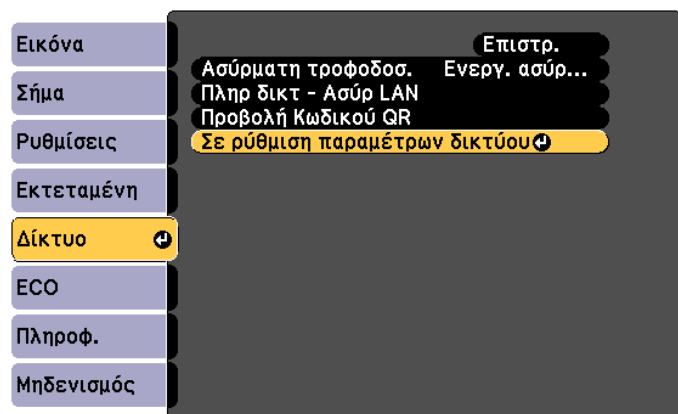 Εικόνα
Σήμα
Ρυθμίσεις
Εκτεταμένη
Δίκτυο
ECO
Πληροφ.
Μηδενισμός
Επιστρ.
Ασύρματη τροφοδοσ. Ενεργ. ασύρ...
Πληρ δικτ - Ασύρ LAN
Προβολή Κωδικού QR
Σε ρύθμιση παραμέτρων δικτύου